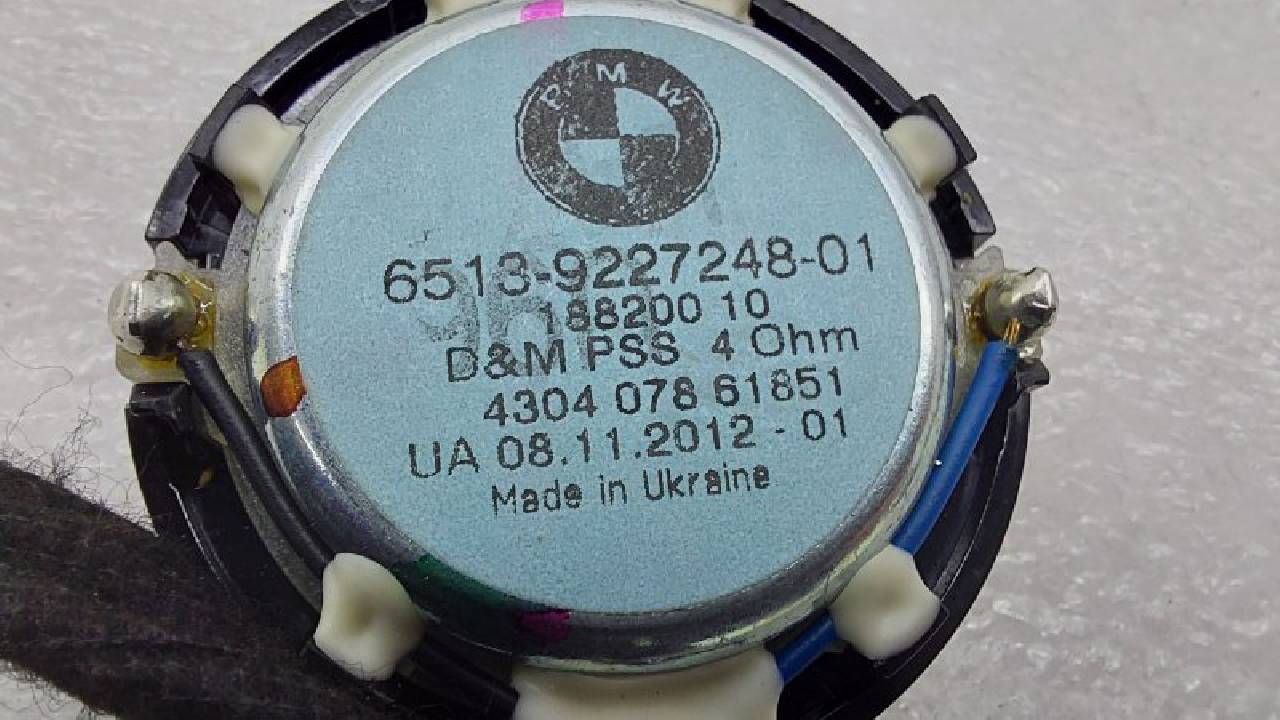 BMW
6513-9227248-01
188200 10
D&M PSS 4 Ohm
4304 078 61851
UA 08.11.2012 - 01
Made in Ukraine